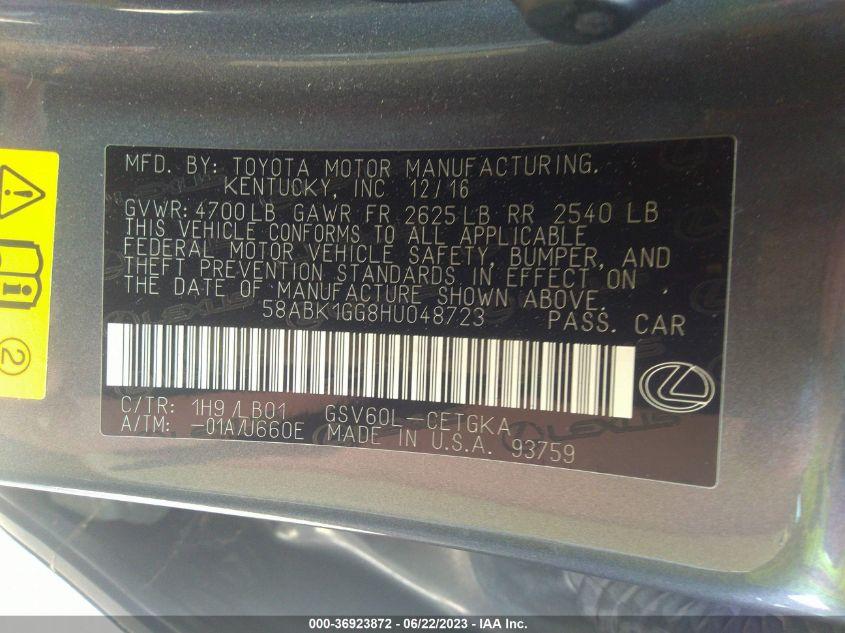 MFD. BY: TOYOTA MOTOR MANUFACTURING.
KENTUCKY, INC 12/16
GVWR: 4700LB GAWR FR 2625LB RR 2540 LB
THIS VEHICLE CONFORMS TO ALL APPLICABLE
FEDERAL MOTOR VEHICLE SAFETY, BUMPER, AND
THEFT PREVENTION STANDARDS IN EFFECT ON
THE DATE OF MANUFACTURE SHOWN ABOVE.
58ABK1GG8HU048723 PASS. CAR
C/TR: 1H9/LB01 GSV60L-CETGKA
A/TM: -01A/U660E MADE IN U.S.A. 93759
2
LEXUS
000-36923872 - 06/22/2023 - IAA Inc.